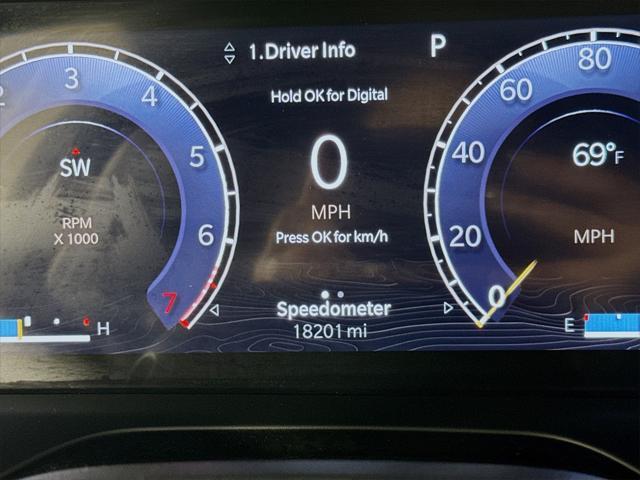 1.Driver Info
P
Hold OK for Digital
0
MPH
Press OK for km/h
Speedometer
18201 mi
2
3
4
5
6
7
SW
RPM
X 1000
H
80
60
40
20
0
69°F
MPH
E